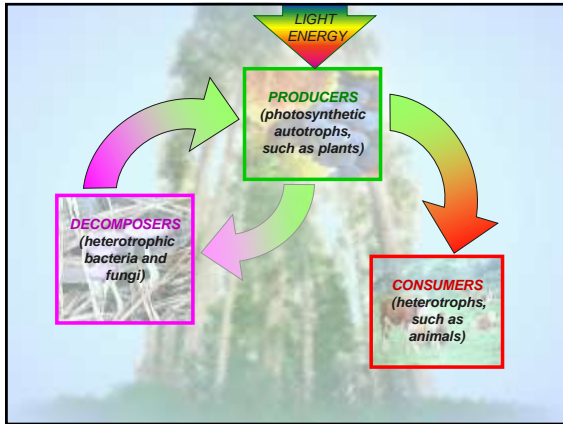 LIGHT
ENERGY
PRODUCERS
(photosynthetic
autotrophs,
such as plants)
DECOMPOSERS
(heterotrophic
bacteria and
fungi)
CONSUMERS
(heterotrophs,
such as
animals)